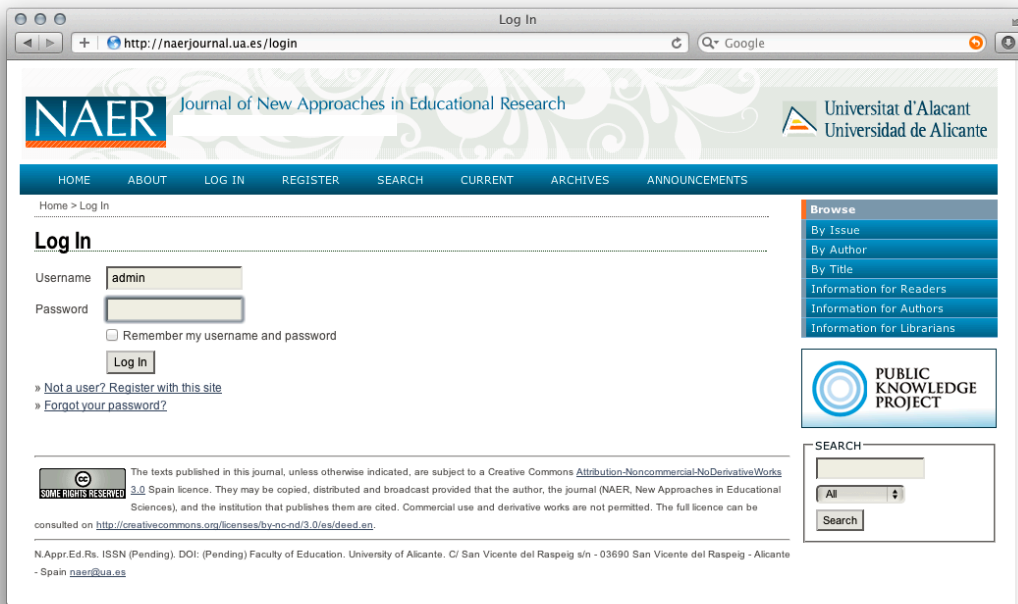 Log In
http://naerjournal.ua.es/login
Google
NAER
Journal of New Approaches in Educational Research
Universitat d'Alacant
Universidad de Alicante
HOME ABOUT LOG IN REGISTER SEARCH CURRENT ARCHIVES ANNOUNCEMENTS
Home > Log In
Log In
Username admin
Password
Remember my username and password
Log In
» Not a user? Register with this site
» Forgot your password?
Browse
By Issue
By Author
By Title
Information for Readers
Information for Authors
Information for Librarians
PUBLIC
KNOWLEDGE
PROJECT
SEARCH
All
Search
cc
SOME RIGHTS RESERVED
The texts published in this journal, unless otherwise indicated, are subject to a Creative Commons Attribution-Noncommercial-NoDerivativeWorks
3.0 Spain licence. They may be copied, distributed and broadcast provided that the author, the journal (NAER, New Approaches in Educational
Sciences), and the institution that publishes them are cited. Commercial use and derivative works are not permitted. The full licence can be
consulted on http://creativecommons.org/licenses/by-nc-nd/3.0/es/deed.en.
N.Appr.Ed.Rs. ISSN (Pending). DOI: (Pending) Faculty of Education. University of Alicante. C/ San Vicente del Raspeig s/n - 03690 San Vicente del Raspeig - Alicante
- Spain naer@ua.es